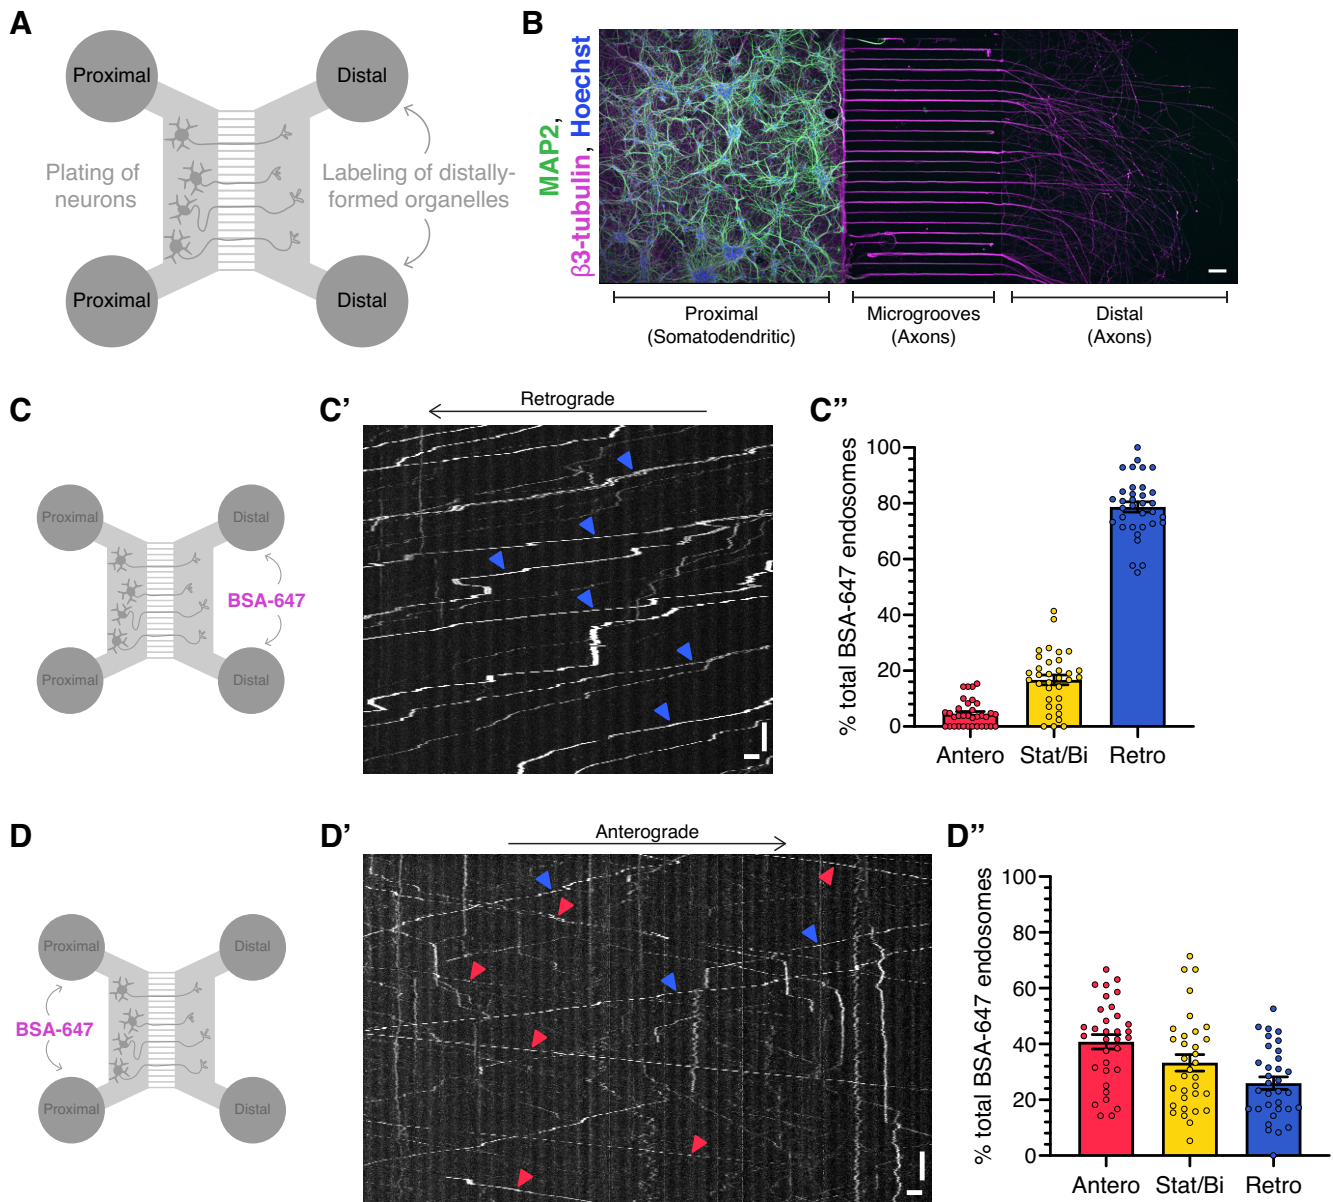 A
Proximal
Distal
Plating of
neurons
Labeling of distally-
formed organelles
Proximal
Distal
B
MAP2,
β3-tubulin, Hoechst
Proximal
(Somatodendritic)
Microgrooves
(Axons)
Distal
(Axons)
C
Proximal
Distal
BSA-647
Proximal
Distal
C’
Retrograde
C”
% total BSA-647 endosomes
100
80
60
40
20
0
Antero
Stat/Bi
Retro
D
Proximal
Distal
BSA-647
Proximal
Distal
D’
Anterograde
D”
% total BSA-647 endosomes
100
80
60
40
20
0
Antero
Stat/Bi
Retro